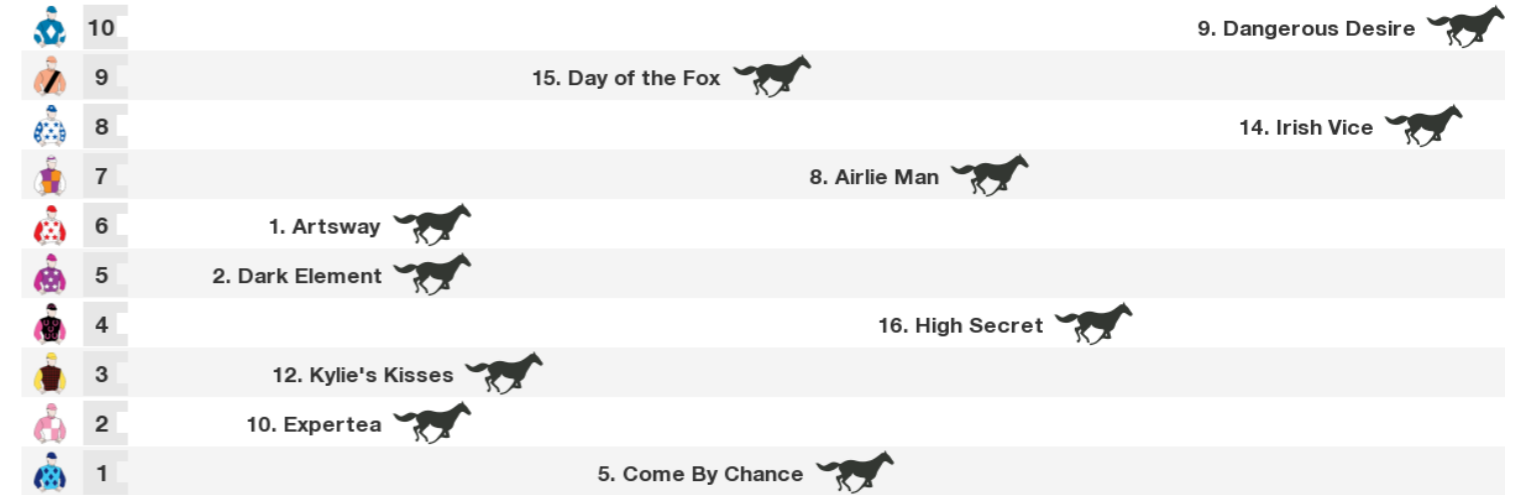 10 9. Dangerous Desire
9 15. Day of the Fox
8 14. Irish Vice
7 8. Airlie Man
6 1. Artsway
5 2. Dark Element
4 16. High Secret
3 12. Kylie's Kisses
2 10. Expertea
1 5. Come By Chance